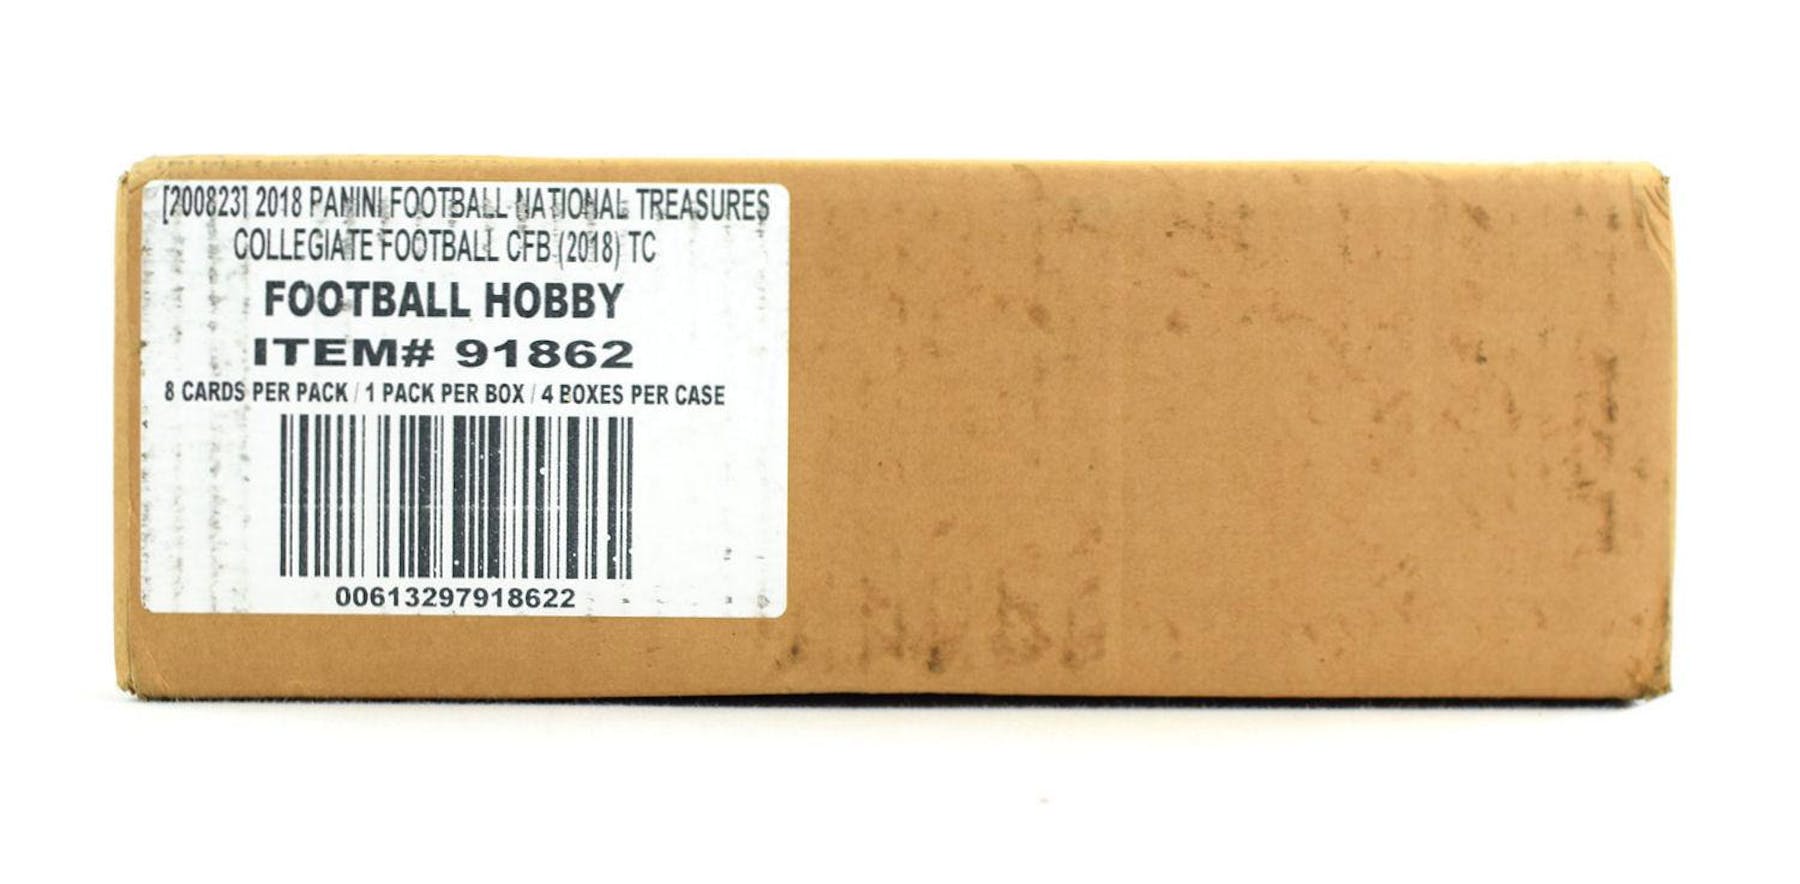 [200823] 2018 PANINI FOOTBALL NATIONAL TREASURES
COLLEGIATE FOOTBALL CFB (2018) TC
FOOTBALL HOBBY
ITEM# 91862
8 CARDS PER PACK / 1 PACK PER BOX / 4 BOXES PER CASE
00613297918622